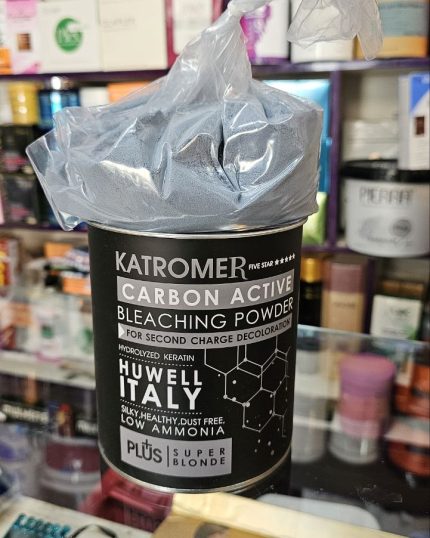 KATROMER FIVE STAR ★★★★★
CARBON ACTIVE
BLEACHING POWDER
FOR SECOND CHARGE DECOLORATION
HYDROLYZED KERATIN
HUWELL
ITALY
SILKY,HEALTHY,DUST FREE,
LOW AMMONIA
PLUS SUPER
BLONDE